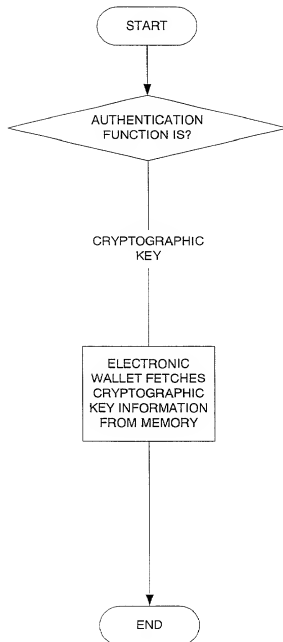 START
AUTHENTICATION
FUNCTION IS?
CRYPTOGRAPHIC
KEY
ELECTRONIC
WALLET FETCHES
CRYPTOGRAPHIC
KEY INFORMATION
FROM MEMORY
END